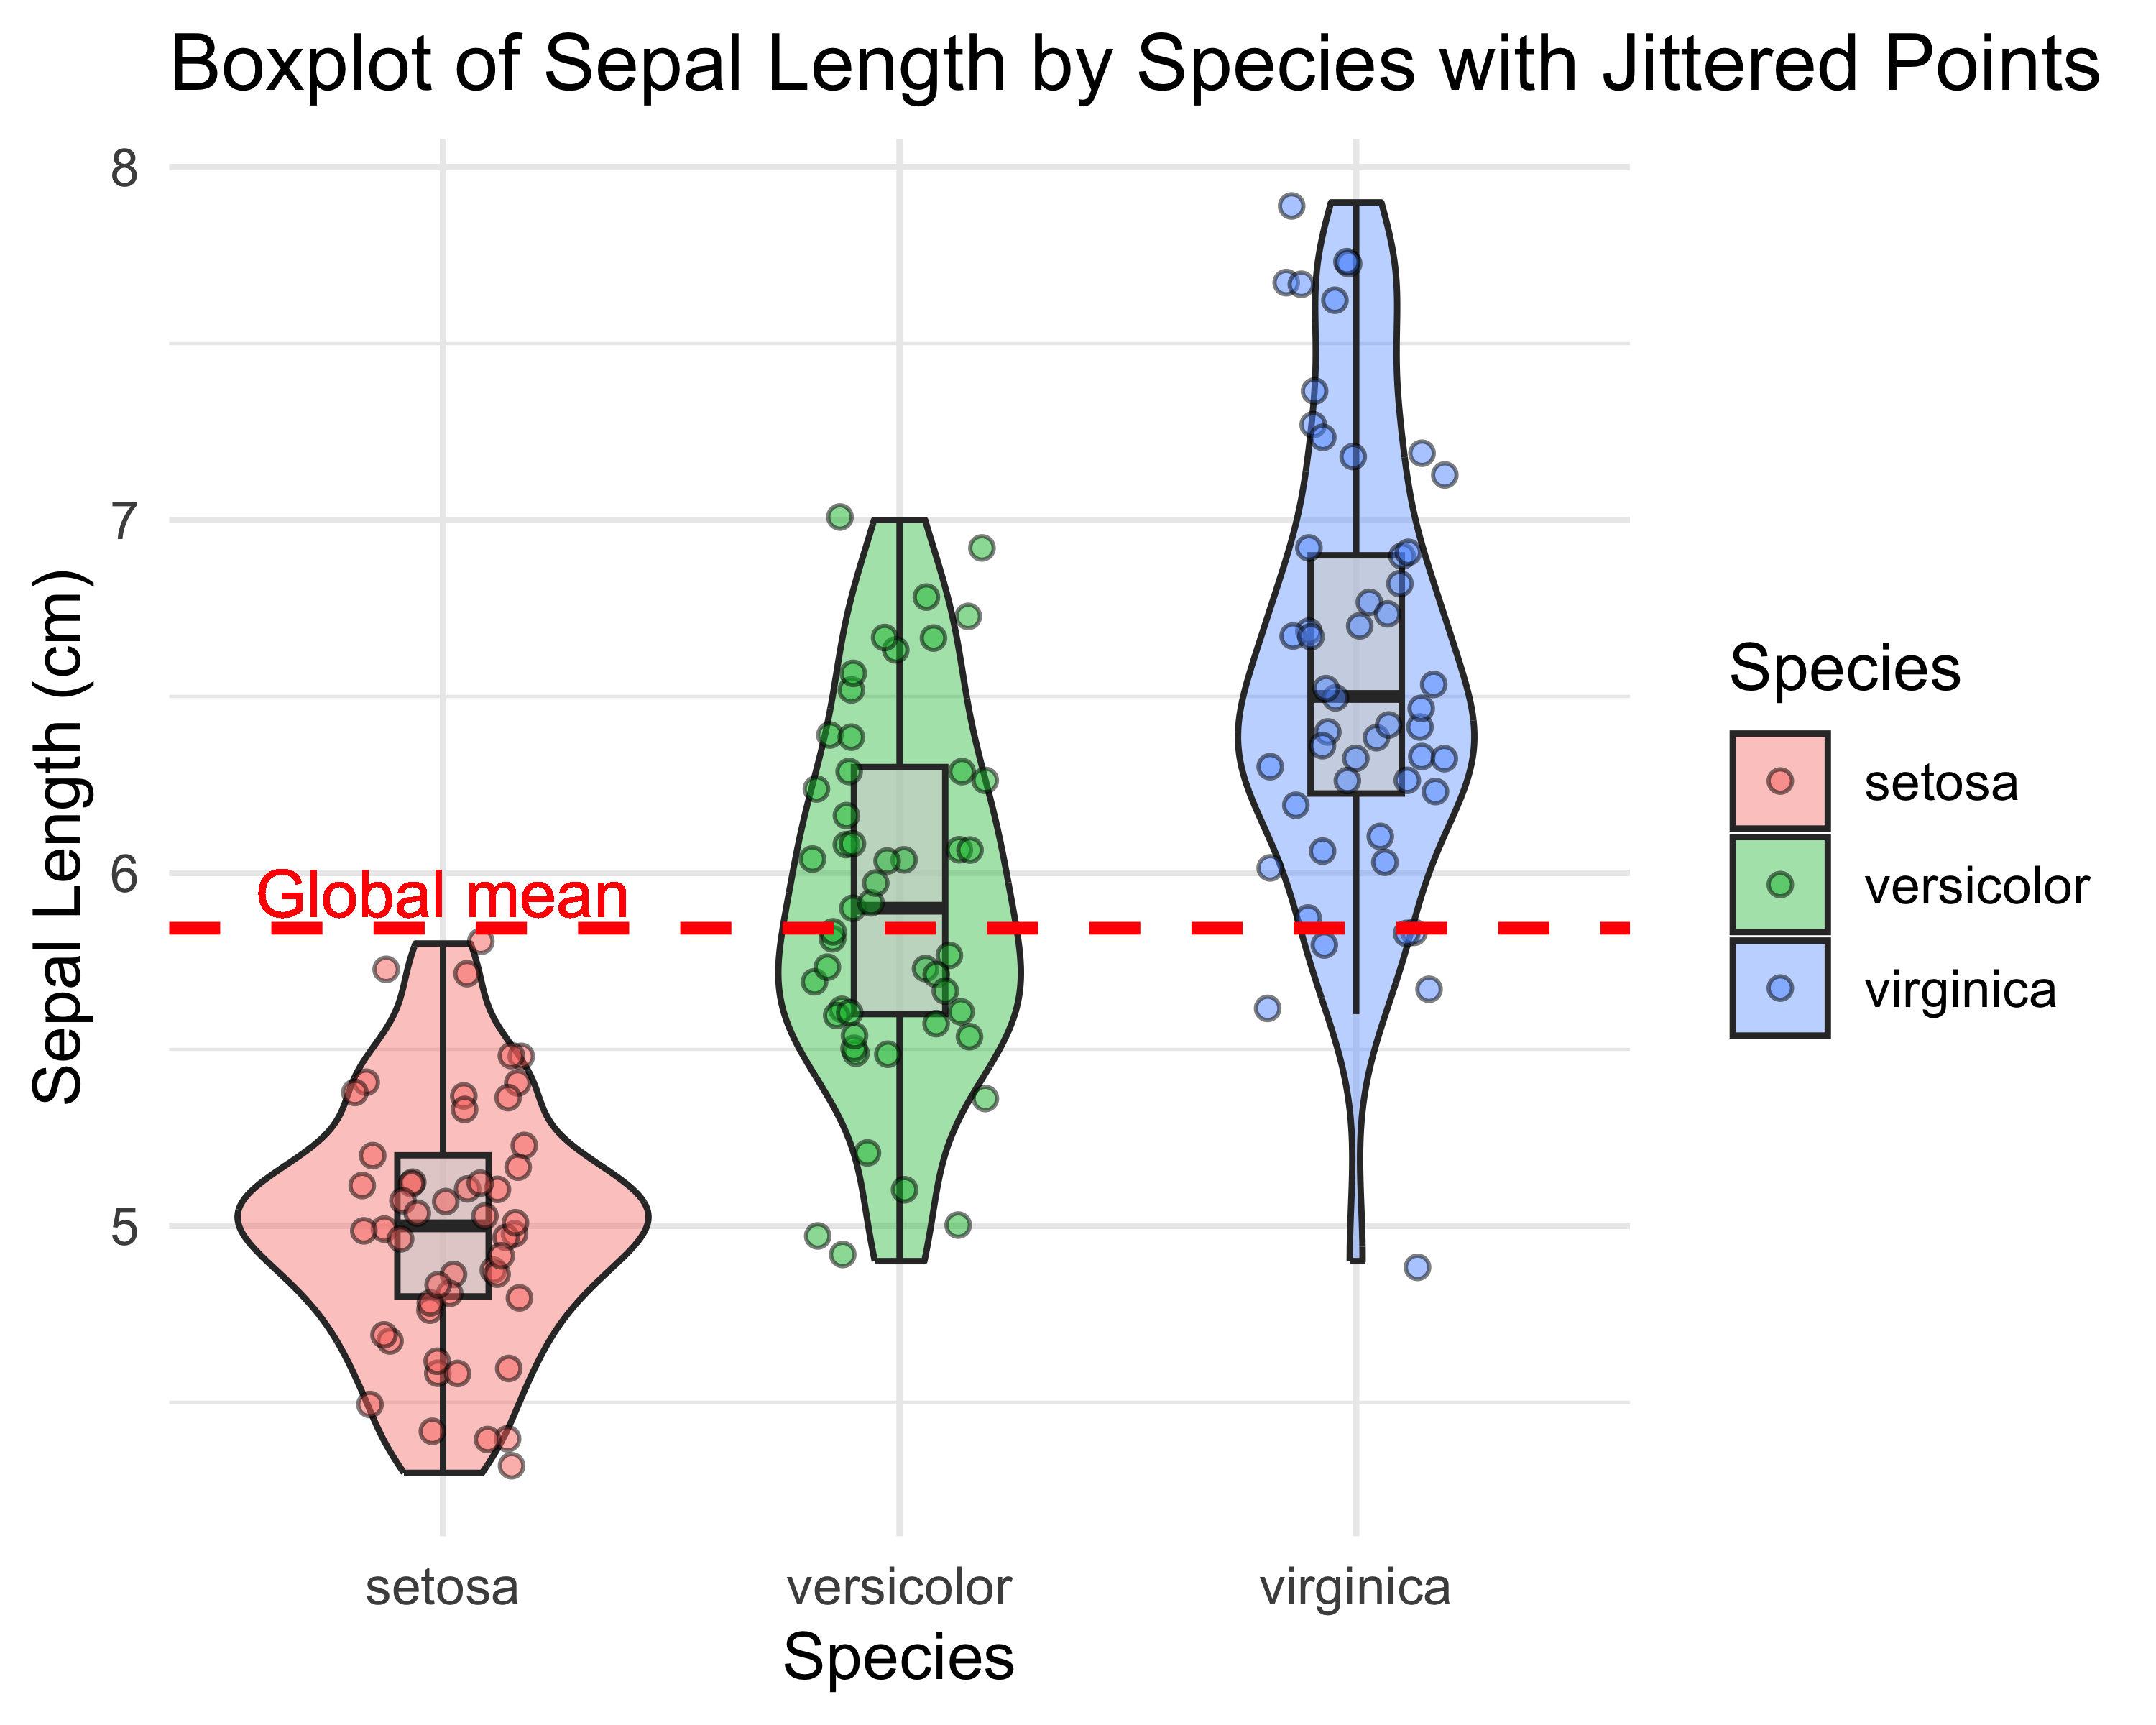 Boxplot of Sepal Length by Species with Jittered Points
8
7
6
5
Sepal Length (cm)
Global mean
setosa
versicolor
virginica
Species
Species
setosa
versicolor
virginica